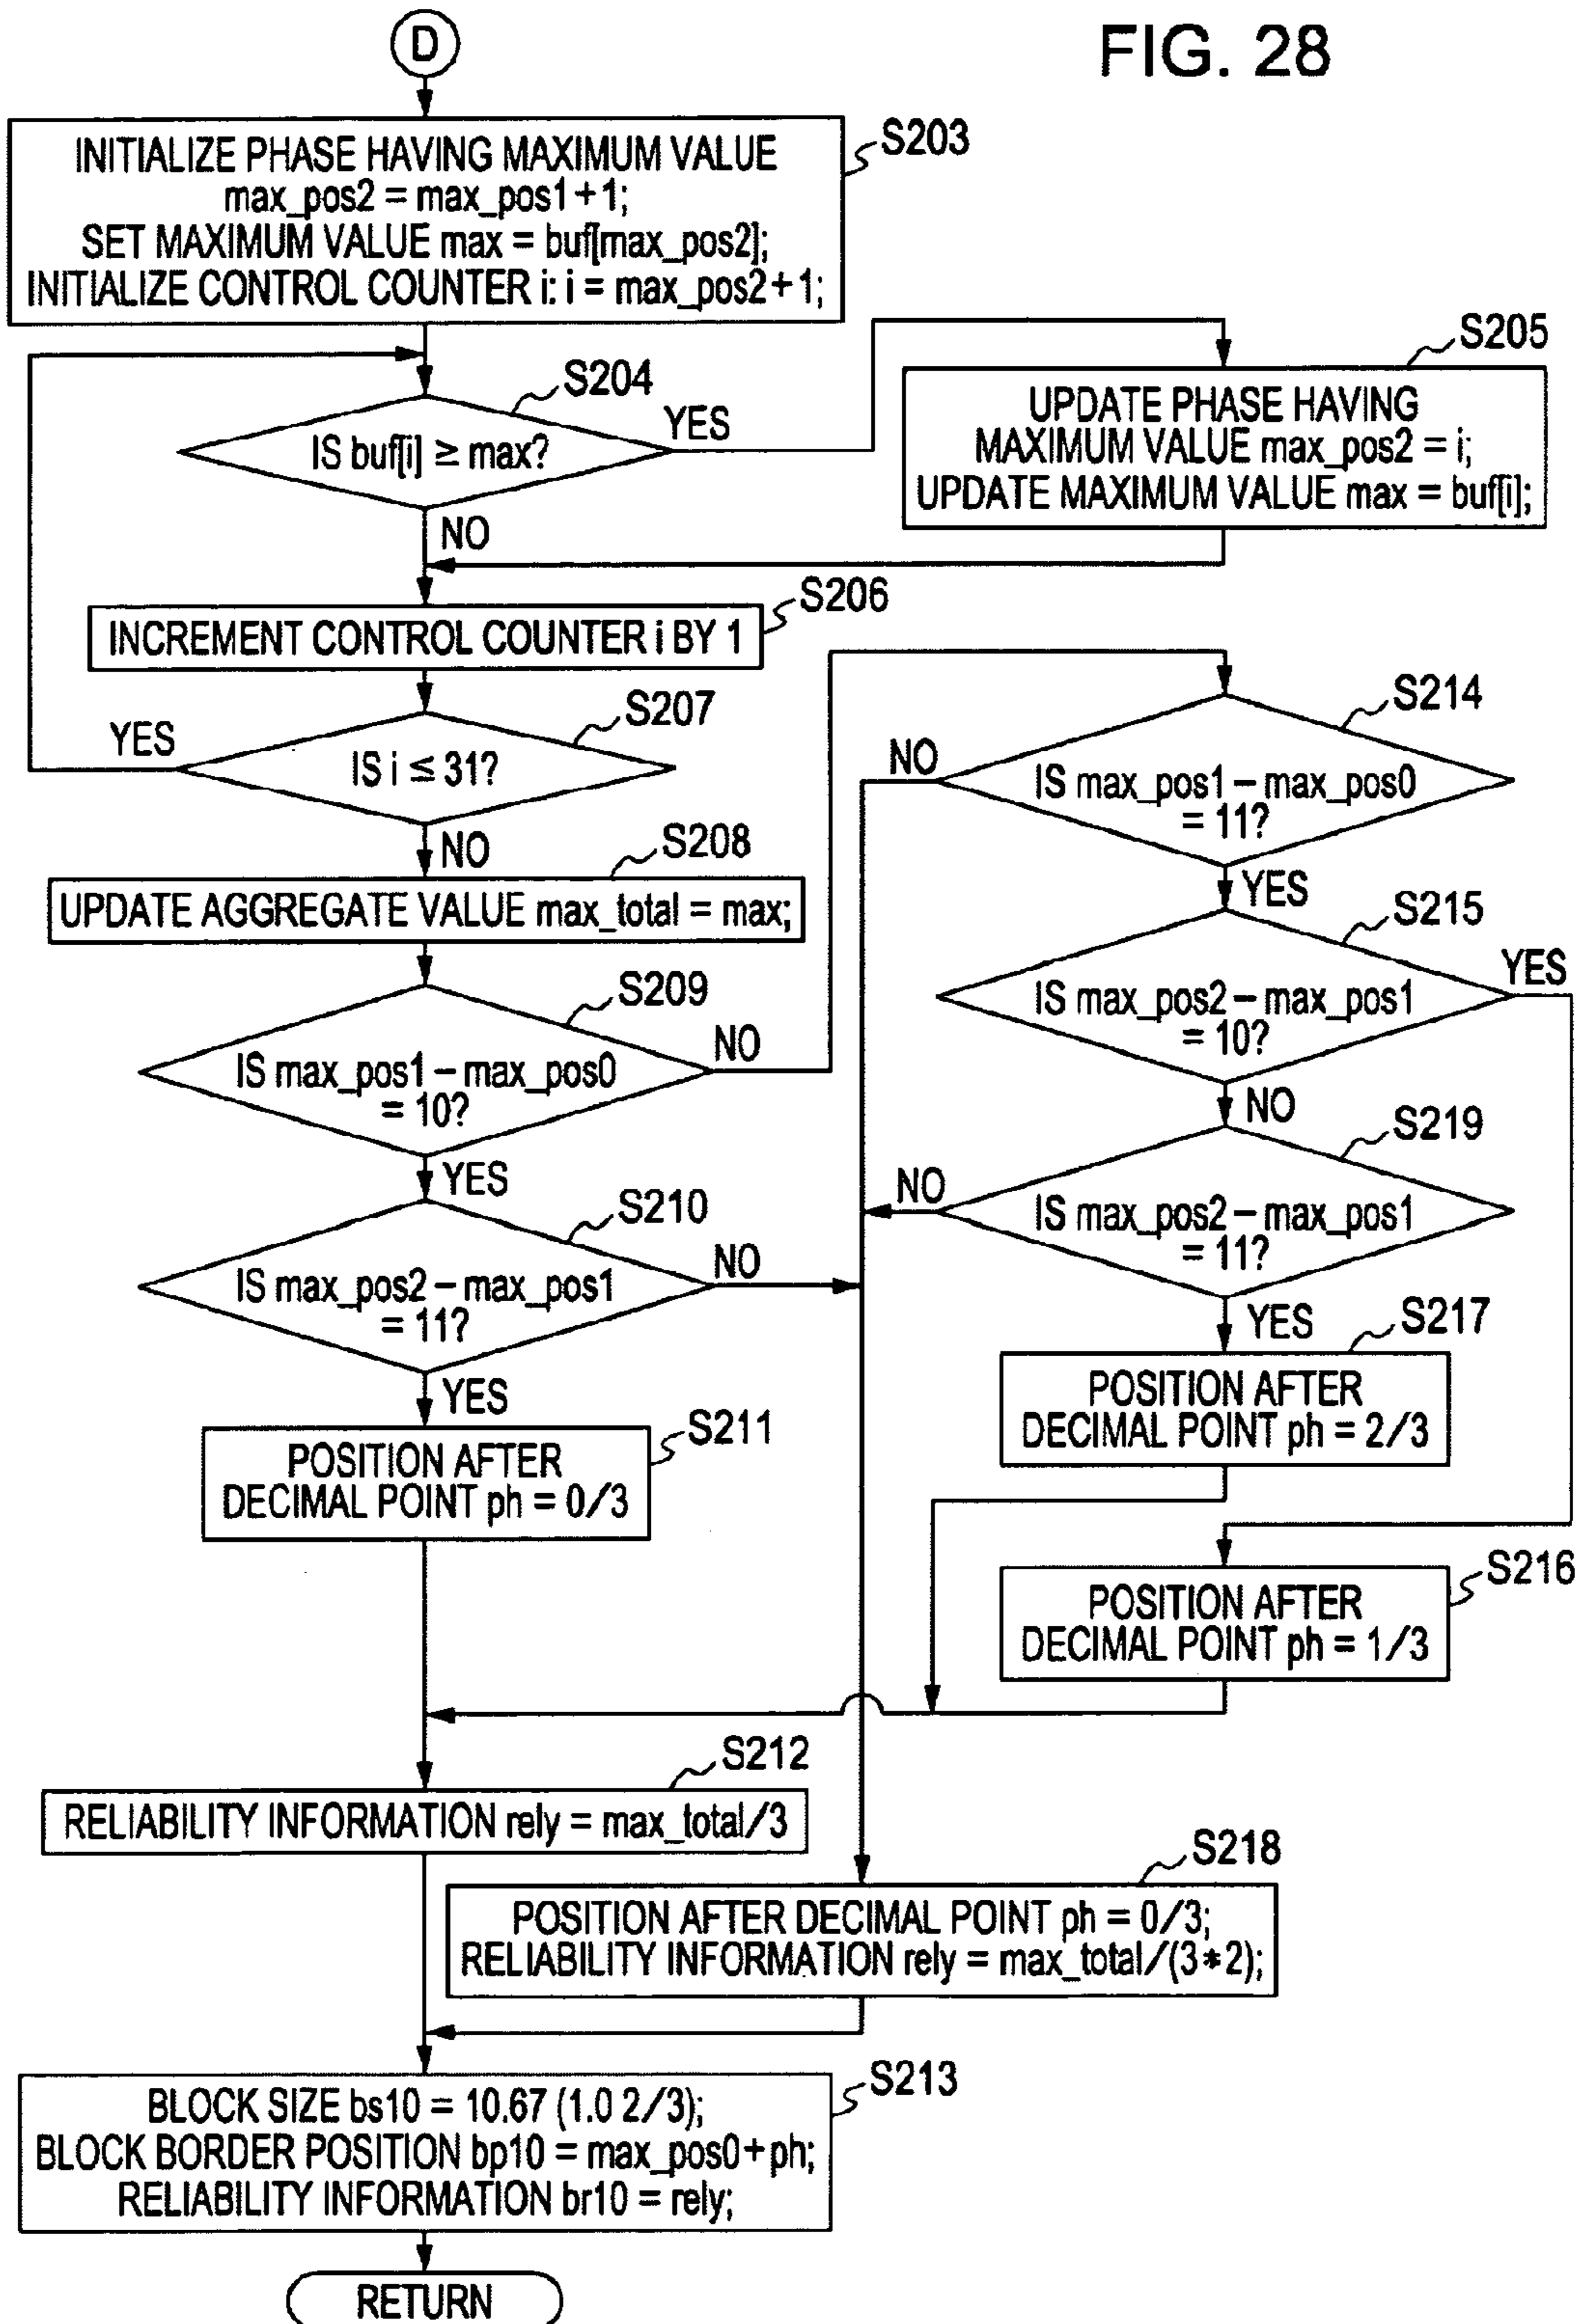 FIG. 28
D
S203
INITIALIZE PHASE HAVING MAXIMUM VALUE
max_pos2 = max_pos1+1;
SET MAXIMUM VALUE max = buf[max_pos2];
INITIALIZE CONTROL COUNTER i: i = max_pos2+1;
S204
IS buf[i] ≥ max?
YES
NO
S205
UPDATE PHASE HAVING
MAXIMUM VALUE max_pos2 = i;
UPDATE MAXIMUM VALUE max = buf[i];
S206
INCREMENT CONTROL COUNTER i BY 1
S207
YES
IS i ≤ 31?
NO
S208
UPDATE AGGREGATE VALUE max_total = max;
S209
IS max_pos1 – max_pos0
= 10?
NO
YES
S210
IS max_pos2 – max_pos1
= 11?
NO
YES
S211
POSITION AFTER
DECIMAL POINT ph = 0/3
S214
NO
IS max_pos1 – max_pos0
= 11?
YES
S215
YES
IS max_pos2 – max_pos1
= 10?
NO
S219
NO
IS max_pos2 – max_pos1
= 11?
YES
S217
POSITION AFTER
DECIMAL POINT ph = 2/3
S216
POSITION AFTER
DECIMAL POINT ph = 1/3
S212
RELIABILITY INFORMATION rely = max_total/3
S218
POSITION AFTER DECIMAL POINT ph = 0/3;
RELIABILITY INFORMATION rely = max_total/(3*2);
S213
BLOCK SIZE bs10 = 10.67 (1.0 2/3);
BLOCK BORDER POSITION bp10 = max_pos0+ph;
RELIABILITY INFORMATION br10 = rely;
RETURN